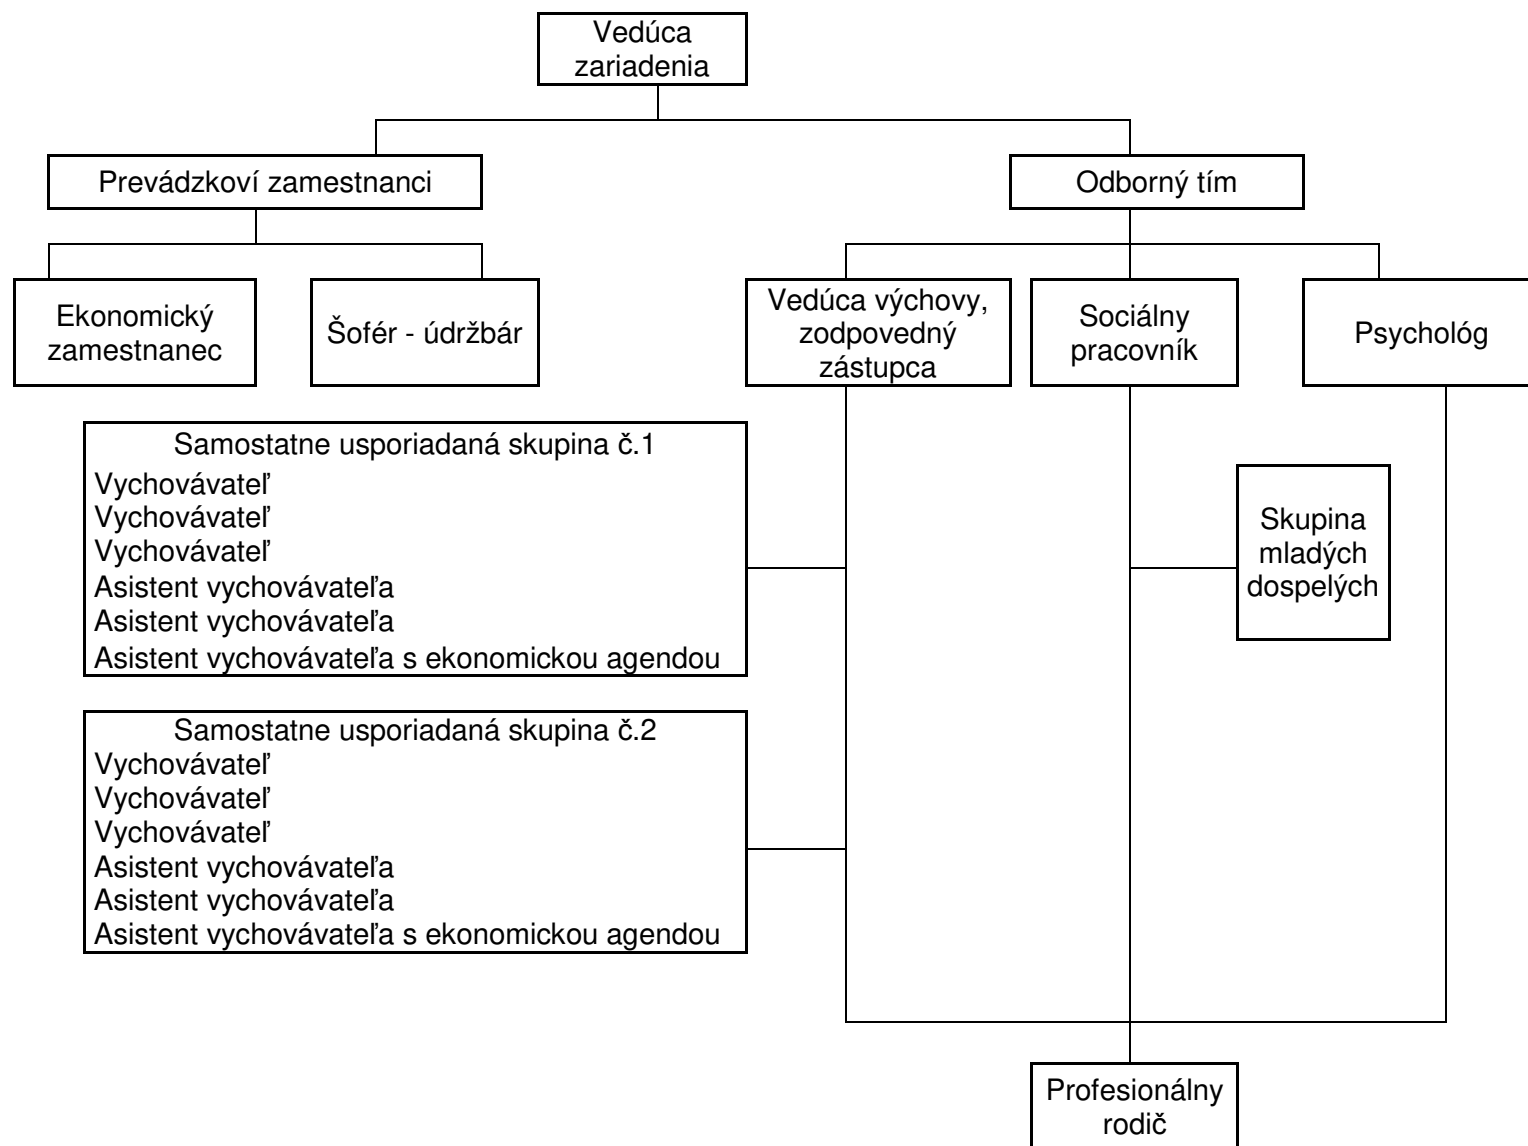 Vedúca
zariadenia
Prevádzkoví zamestnanci
Odborný tím
Ekonomický
zamestnanec
Šofér - údržbár
Vedúca výchovy,
zodpovedný
zástupca
Sociálny
pracovník
Psychológ
Samostatne usporiadaná skupina č.1
Vychovávateľ
Vychovávateľ
Vychovávateľ
Asistent vychovávateľa
Asistent vychovávateľa
Asistent vychovávateľa s ekonomickou agendou
Skupina
mladých
dospelých
Samostatne usporiadaná skupina č.2
Vychovávateľ
Vychovávateľ
Vychovávateľ
Asistent vychovávateľa
Asistent vychovávateľa
Asistent vychovávateľa s ekonomickou agendou
Profesionálny
rodič